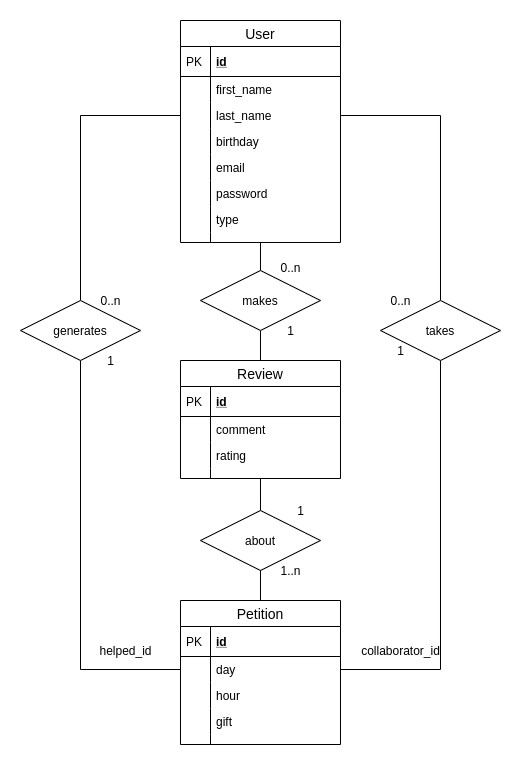 User
PK id
first_name
last_name
birthday
email
password
type
0..n
makes
1
0..n
generates
1
0..n
takes
1
Review
PK id
comment
rating
1
about
1..n
Petition
PK id
day
hour
gift
helped_id
collaborator_id